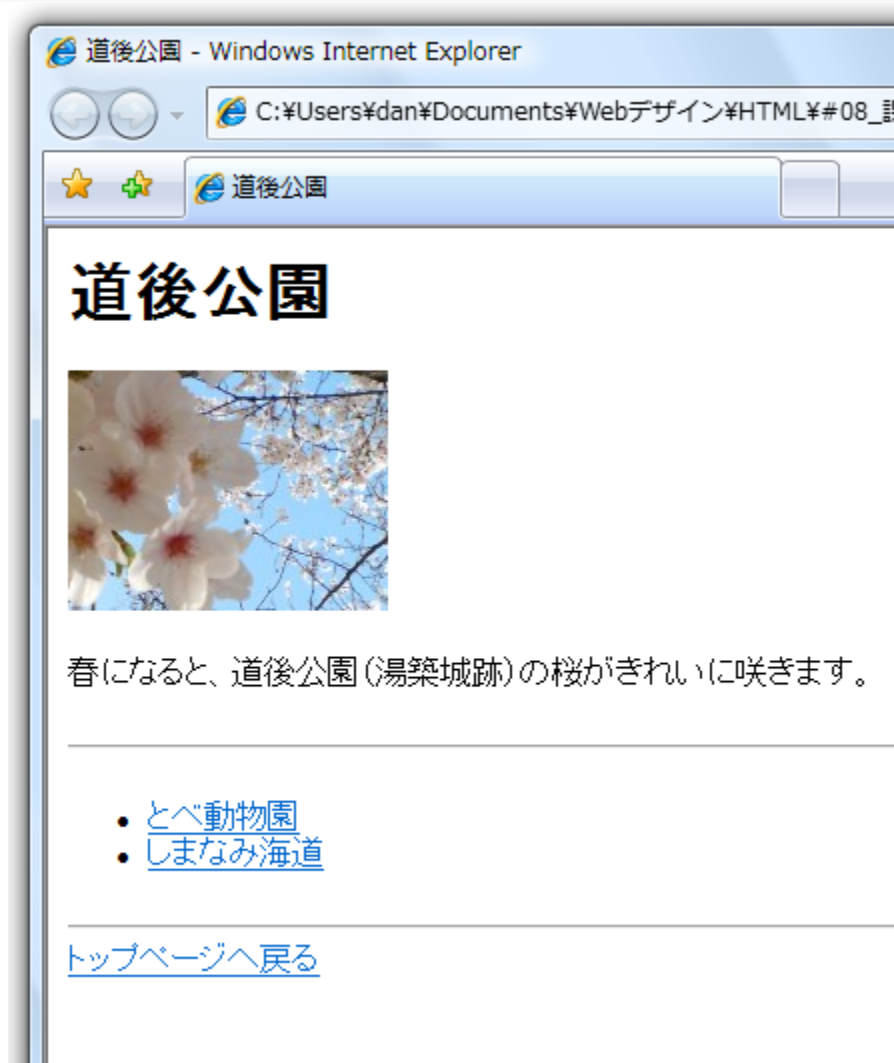 道後公園 - Windows Internet Explorer
C:¥Users¥dan¥Documents¥Webデザイン¥HTML¥#08_
道後公園
道後公園
春になると、道後公園(湯築城跡)の桜がきれいに咲きます。
とべ動物園
しまなみ海道
トップページへ戻る